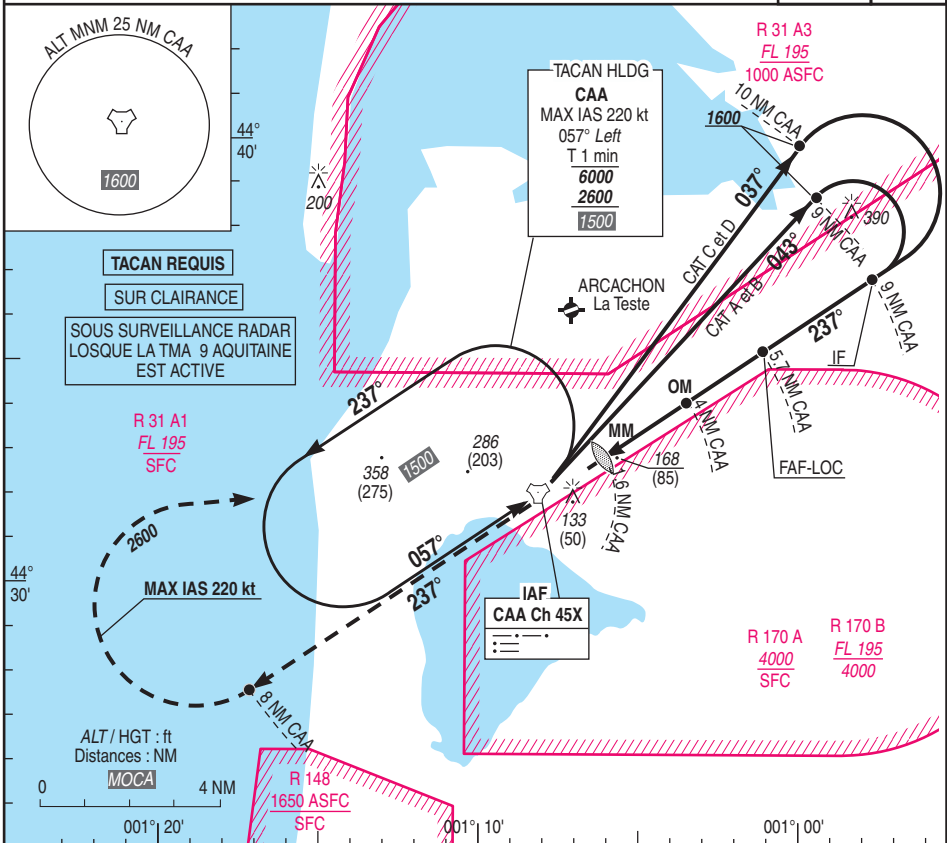 ALT MNM 25 NM CAA
1600
44°
40'
200
TACAN REQUIS
SUR CLAIRANCE
SOUS SURVEILLANCE RADAR
LOSQUE LA TMA 9 AQUITAINE
EST ACTIVE
TACAN HLDG
CAA
MAX IAS 220 kt
057° Left
T 1 min
6000
2600
1500
R 31 A3
FL 195
1000 ASFC
10 NM CAA
1600
037°
CAT C et D
043°
CAT A et B
9 NM CAA
390
ARCACHON
La Teste
9 NM CAA
237°
IF
5.7 NM CAA
OM
4 NM CAA
FAF-LOC
MM
1.6 NM CAA
168
(85)
237°
R 31 A1
FL 195
SFC
358
(275)
1500
286
(203)
133
(50)
2600
057°
237°
44°
30'
MAX IAS 220 kt
IAF
CAA Ch 45X
R 170 A
4000
SFC
R 170 B
FL 195
4000
8 NM CAA
ALT / HGT : ft
Distances : NM
MOCA
0
4 NM
R 148
1650 ASFC
SFC
001° 20'
001° 10'
001° 00'